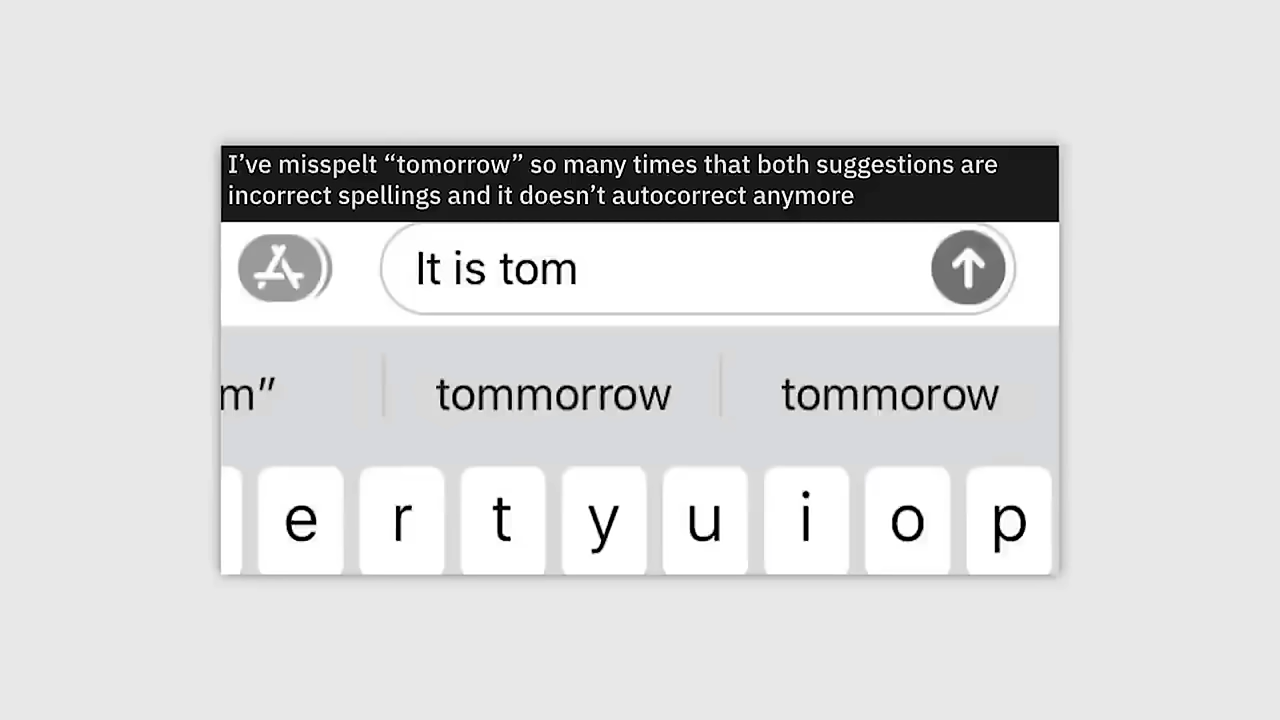 I’ve misspelt “tomorrow” so many times that both suggestions are
incorrect spellings and it doesn’t autocorrect anymore
It is tom
m” tommorrow tommorow
e r t y u i o p